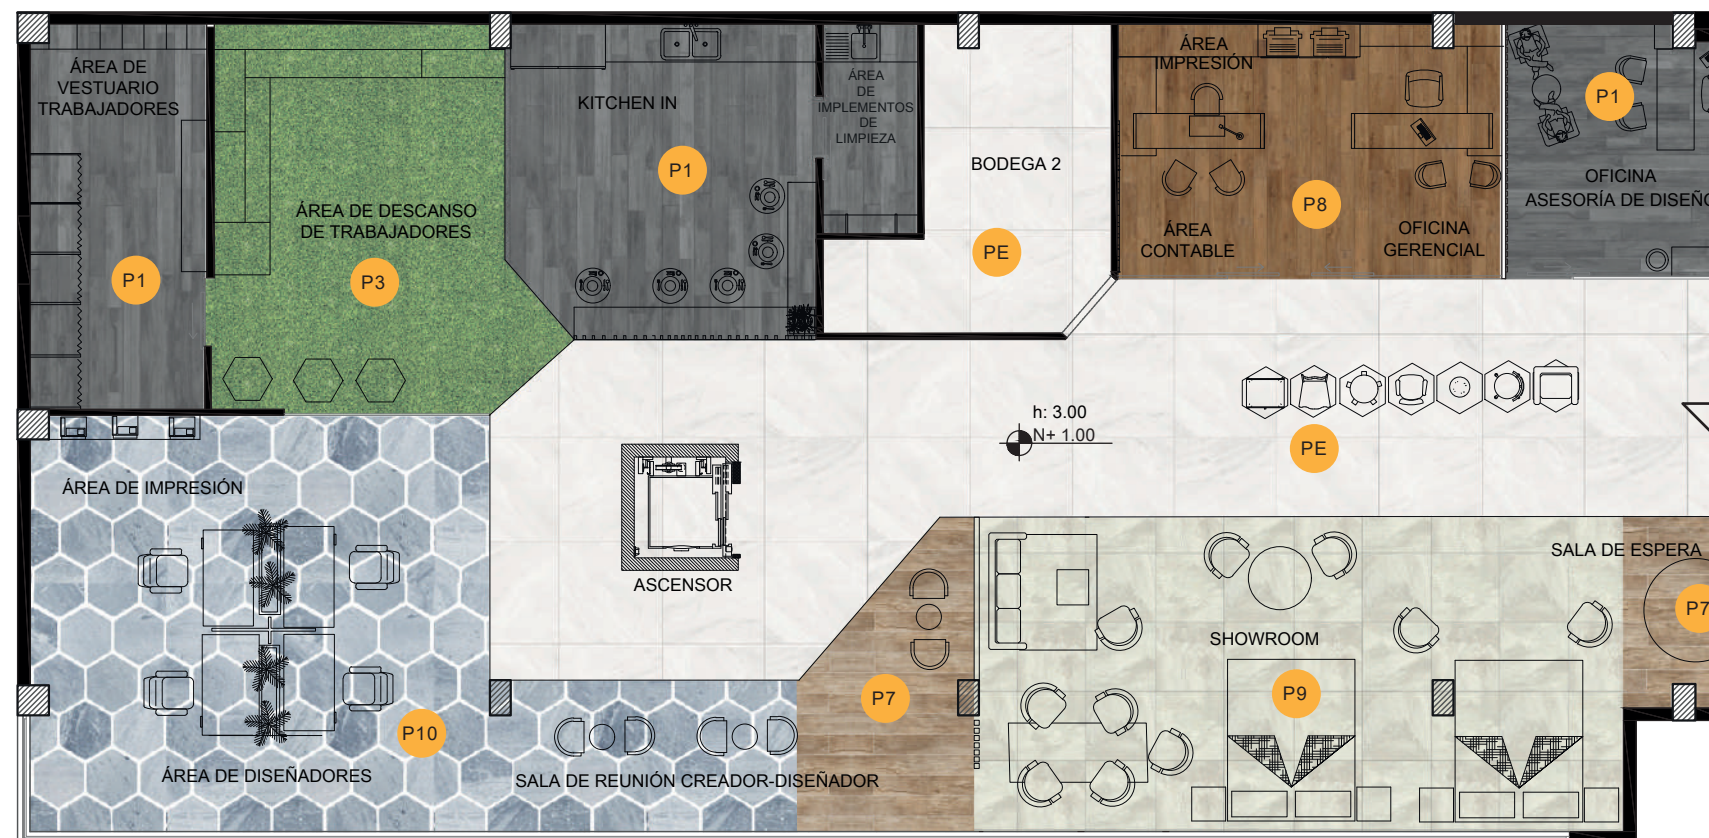 ÁREA DE
VESTUARIO
TRABAJADORES
P1
ÁREA DE DESCANSO
DE TRABAJADORES
P3
KITCHEN IN
P1
ÁREA
DE
IMPLEMENTOS
DE
LIMPIEZA
BODEGA 2
PE
ÁREA
IMPRESIÓN
P8
ÁREA
CONTABLE
OFICINA
GERENCIAL
P1
OFICINA
ASESORÍA DE DISEÑO
h: 3.00
N+ 1.00
PE
ÁREA DE IMPRESIÓN
ASCENSOR
P10
ÁREA DE DISEÑADORES
SALA DE REUNIÓN CREADOR-DISEÑADOR
P7
SHOWROOM
P9
SALA DE ESPERA
P7